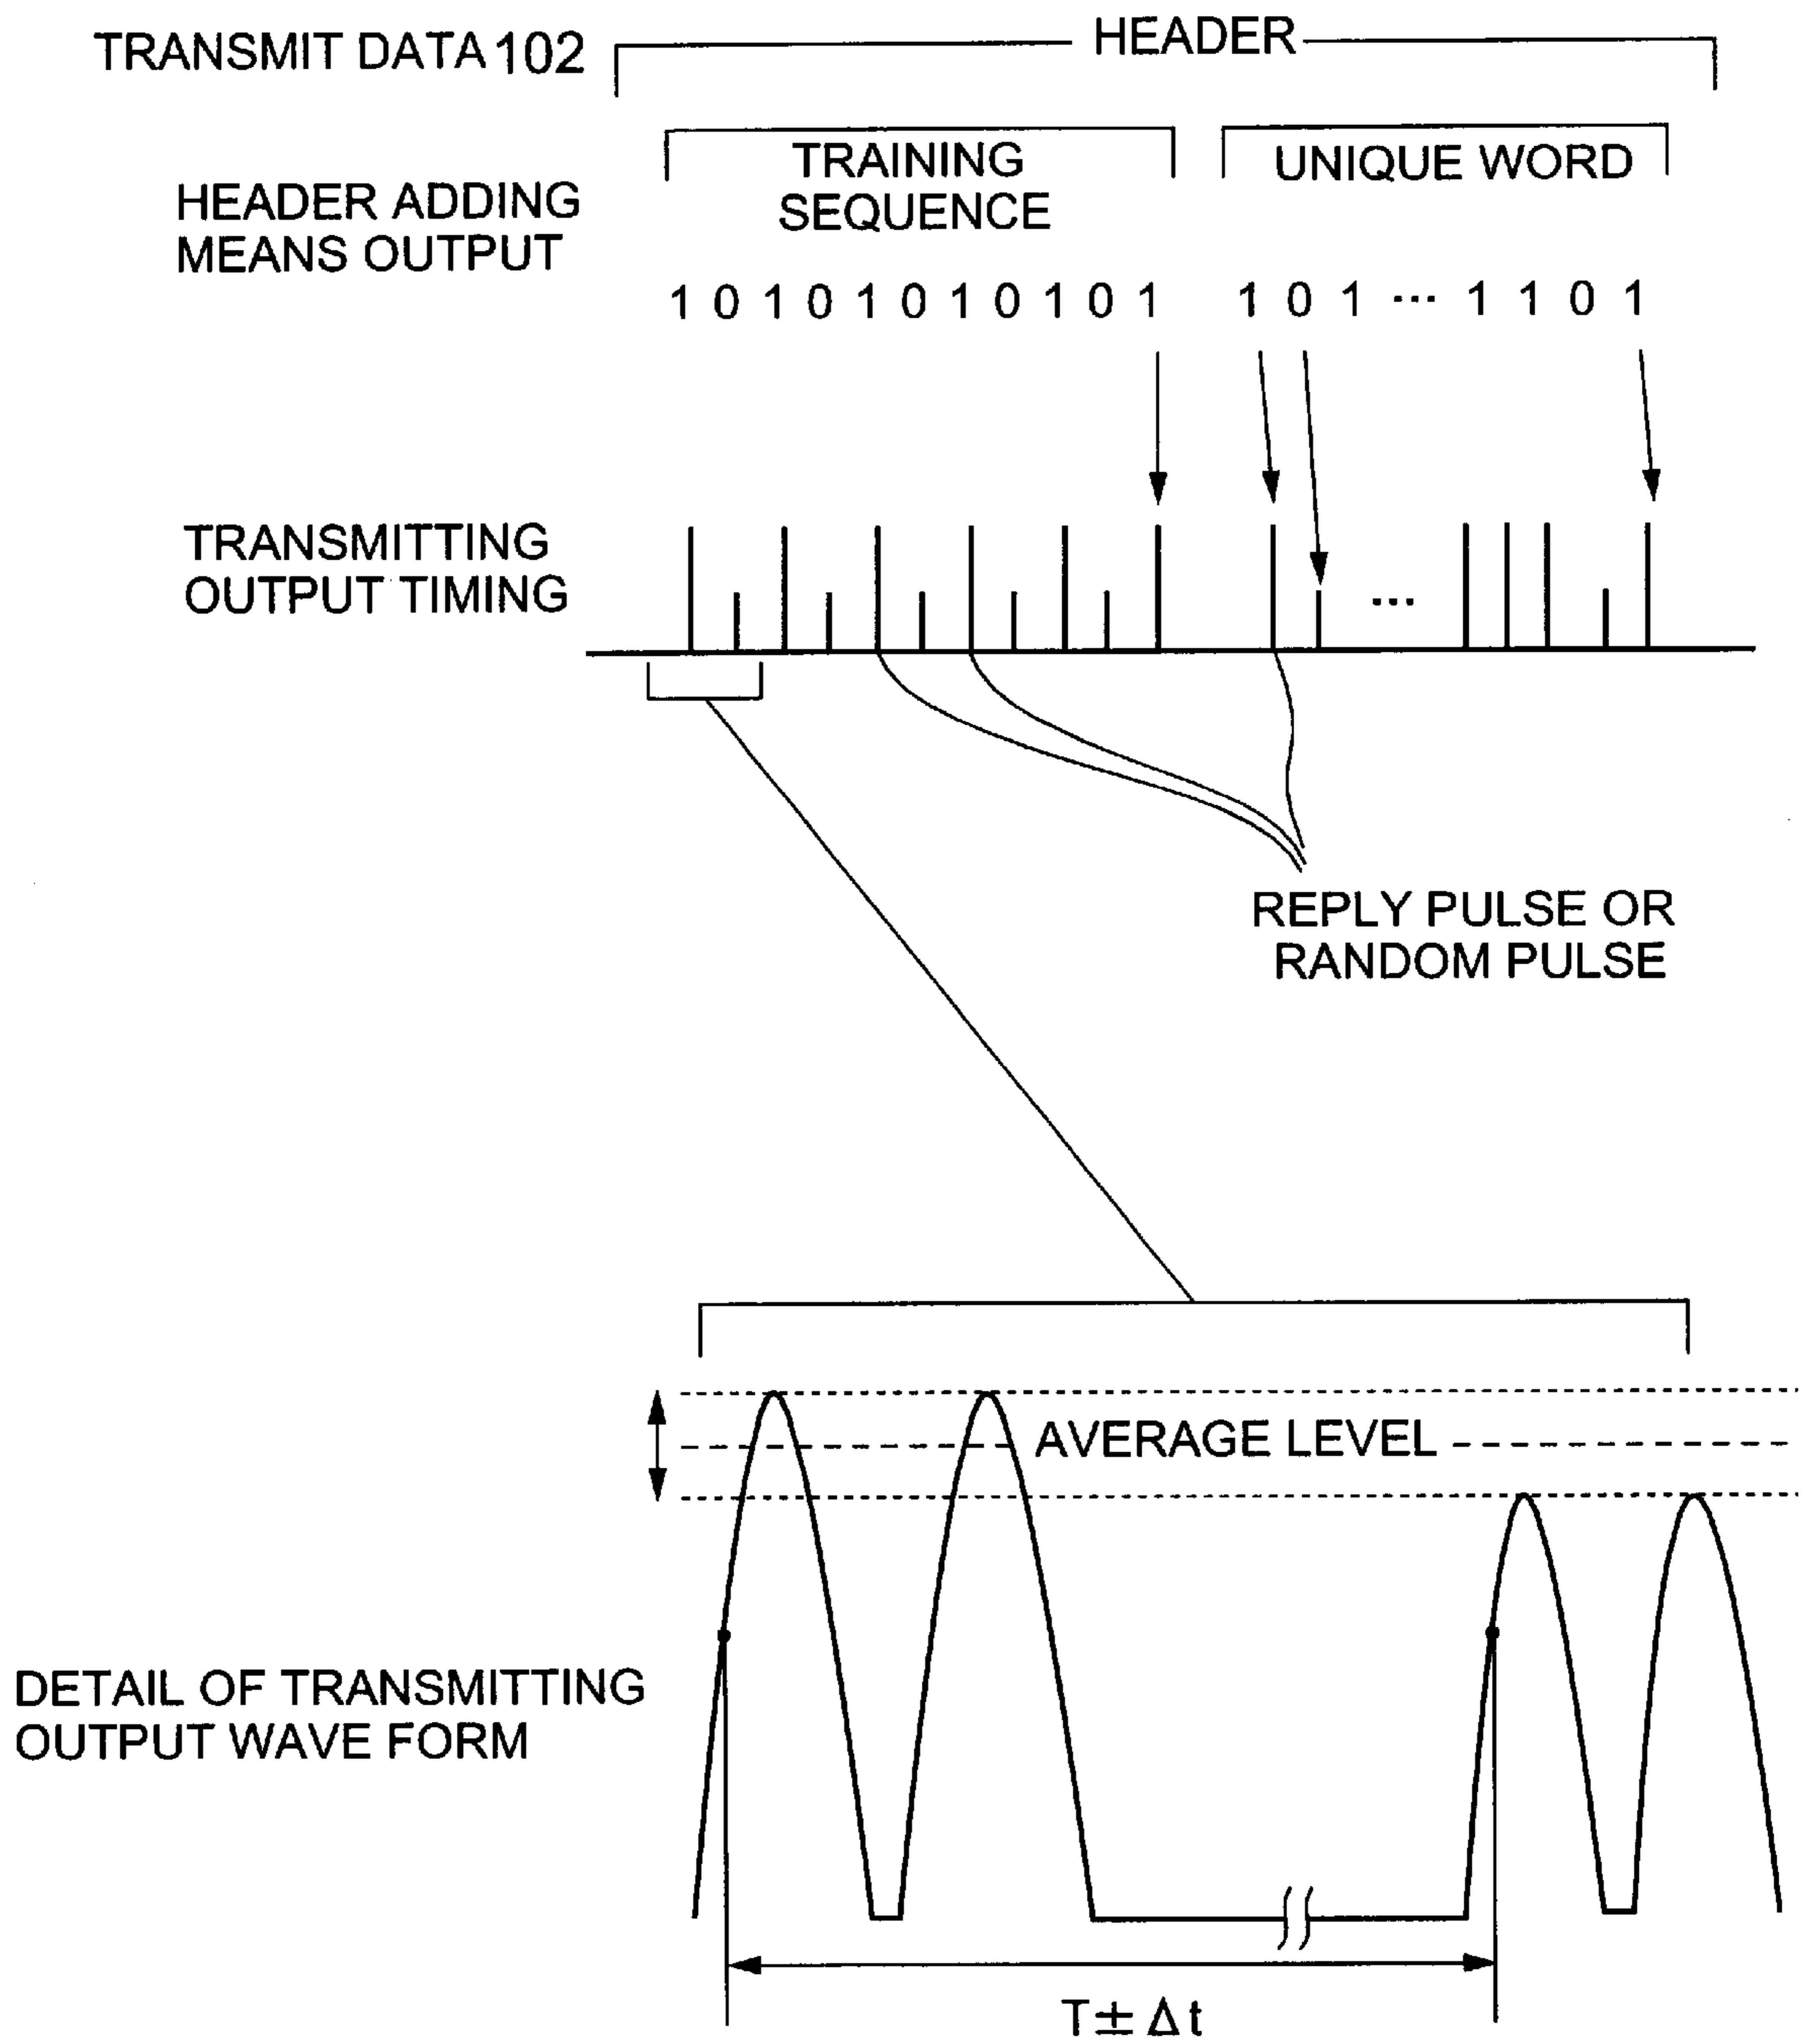 TRANSMIT DATA 102
HEADER
TRAINING
SEQUENCE
UNIQUE WORD
HEADER ADDING
MEANS OUTPUT
1 0 1 0 1 0 1 0 1 0 1 1 0 1 ... 1 1 0 1
TRANSMITTING
OUTPUT TIMING
...
REPLY PULSE OR
RANDOM PULSE
AVERAGE LEVEL
DETAIL OF TRANSMITTING
OUTPUT WAVE FORM
T ± Δt